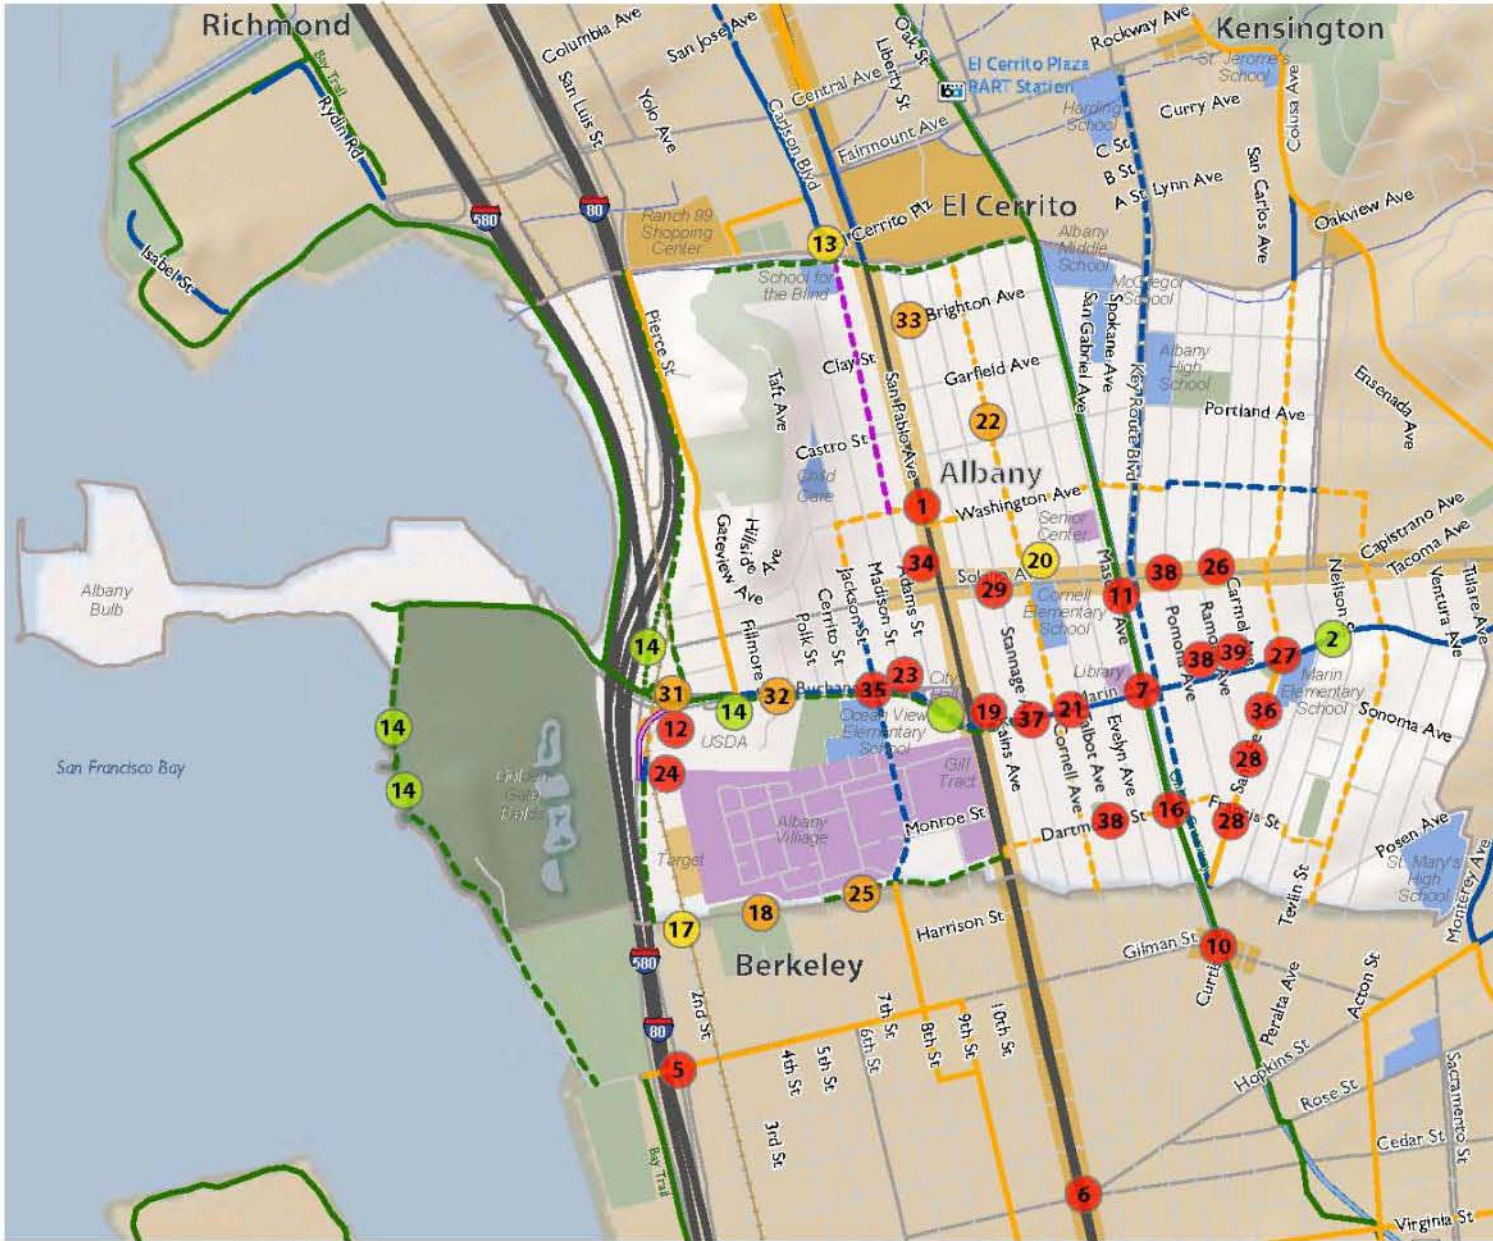 Richmond
Kensington
Columbia Ave
San Jose Ave
Rockway Ave
St. Jerome's
School
Bay Trail
San Luis St.
Yolo Ave
Central Ave
Liberty St
Oak St
El Cerrito Plaza
BART Station
Harding
School
Curry Ave
Colusa Ave
Rydin Rd
Carlson Blvd
Fairmount Ave
C St
B St
A St
Lynn Ave
San Carlos Ave
Oakview Ave
580
80
Ranch 99
Shopping
Center
13
Cerrito Plz
El Cerrito
Albany
Middle
School
Isabel St
School for
the Blind
McGregor
School
33
Brighton Ave
San Gabriel Ave
Spokane Ave
Key Route Blvd
Albany
High
School
Pierce St
Taft Ave
Clay St
San Pablo Ave
Garfield Ave
Portland Ave
Ensenada Ave
22
Castro St
Child
Care
Albany
1
Washington Ave
Senior
Center
Capistrano Ave
Tacoma Ave
Gateview Ave
Hillside
Ave
Albany
Bulb
20
34
29
38
26
11
Cornell
Elementary
School
Neilson S
Ventura Ave
Tulare Ave
Jackson St
Madison St
Adams St
Cerrito St
Polk St
Fillmore
Stannage
Pomona Ave
Carmel Ave
14
38
39
27
2
Library
Marin
Elementary
School
31
32
35
23
7
14
12
USDA
Ocean View
Elementary
School
19
37
21
Marin
36
Sonoma Ave
14
San Francisco Bay
24
Kains Ave
Cornell Ave
Talbot Ave
Evelyn Ave
28
14
Golden
Gate
Fields
Gill
Tract
Albany
Villiage
Monroe St
38
16
28
Target
Posen Ave
St. Mary's
High
School
Monterey Ave
25
18
17
Harrison St
Tevlin St
Berkeley
Gilman St
10
580
80
2nd St
7th St
6th St
8th St
9th St
10th St
Peralta Ave
Acton St
5
4th St
5th St
Hopkins St
Rose St
Sacramento St
3rd St
Cedar St
Bay Trail
6
Virginia St